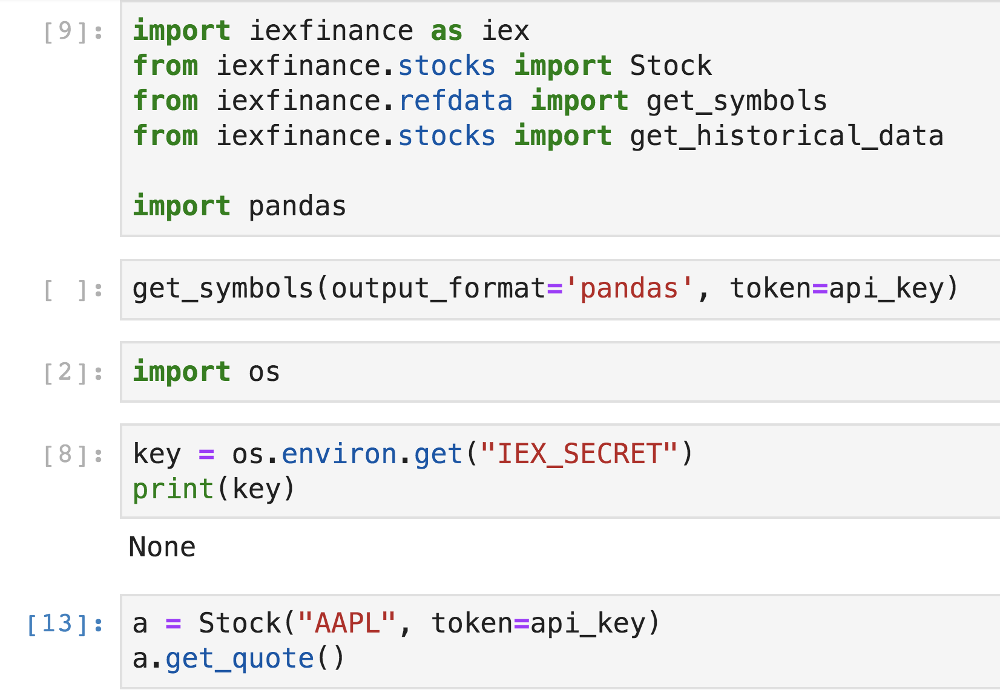 [9]:
import iexfinance as iex
from iexfinance.stocks import Stock
from iexfinance.refdata import get_symbols
from iexfinance.stocks import get_historical_data
import pandas
[ ]:
get_symbols(output_format='pandas', token=api_key)
[2]:
import os
[8]:
key = os.environ.get("IEX_SECRET")
print(key)
None
[13]:
a = Stock("AAPL", token=api_key)
a.get_quote()